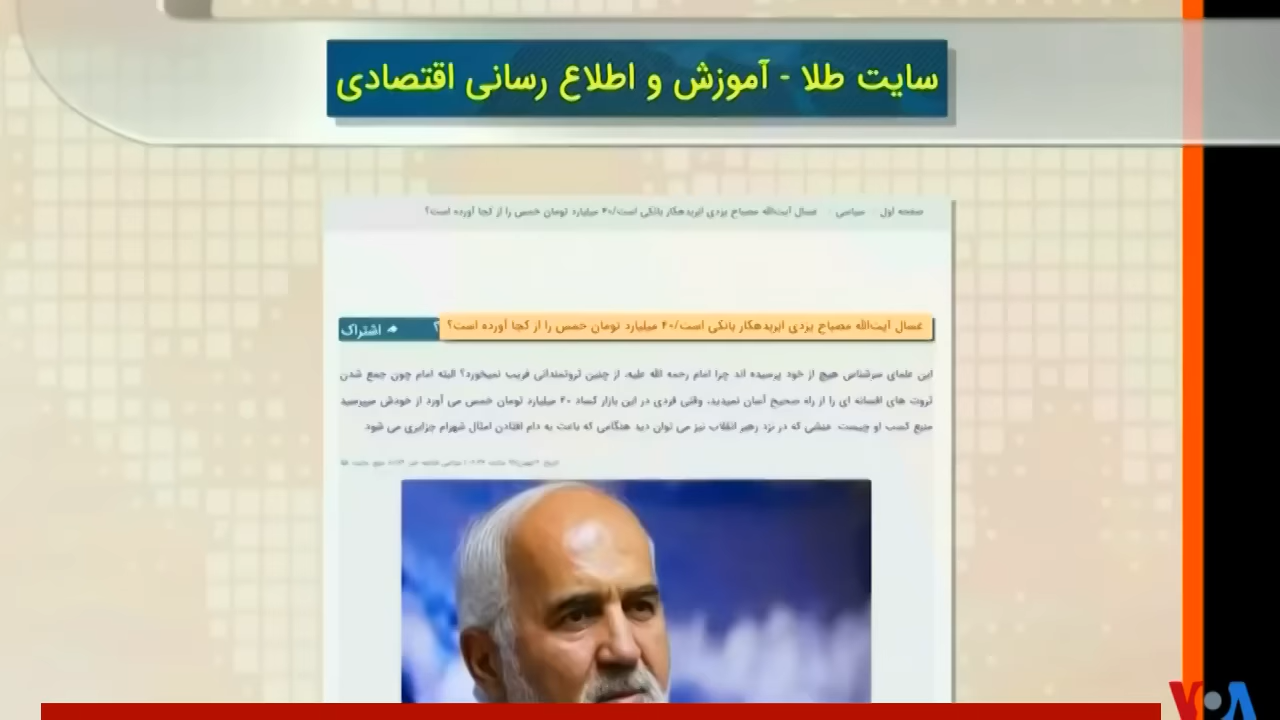 سایت طلا - آموزش و اطلاع رسانی اقتصادی
صفحه اول سیاسی غسال آیت‌الله مصباح یزدی ابربدهکار بانکی است/۴۰ میلیارد تومان خمس را از کجا آورده است؟
غسال آیت‌الله مصباح یزدی ابربدهکار بانکی است/۴۰ میلیارد تومان خمس را از کجا آورده است؟
اشتراک
این علمای سرشناس هیچ از خود پرسیده اند چرا امام رحمه الله علیه، از چنین ثروتمندانی فریب نمیخورد؟ البته امام چون جمع شدن
ثروت های افسانه ای را از راه صحیح آسان نمیدید، وقتی فردی در این بازار کساد ۴۰ میلیارد تومان خمس می آورد از خودش میپرسید
منبع کسب او چیست. منشی که در نزد رهبر انقلاب نیز می توان دید هنگامی که باعث به دام افتادن امثال شهرام جزایری می شود.
VOA